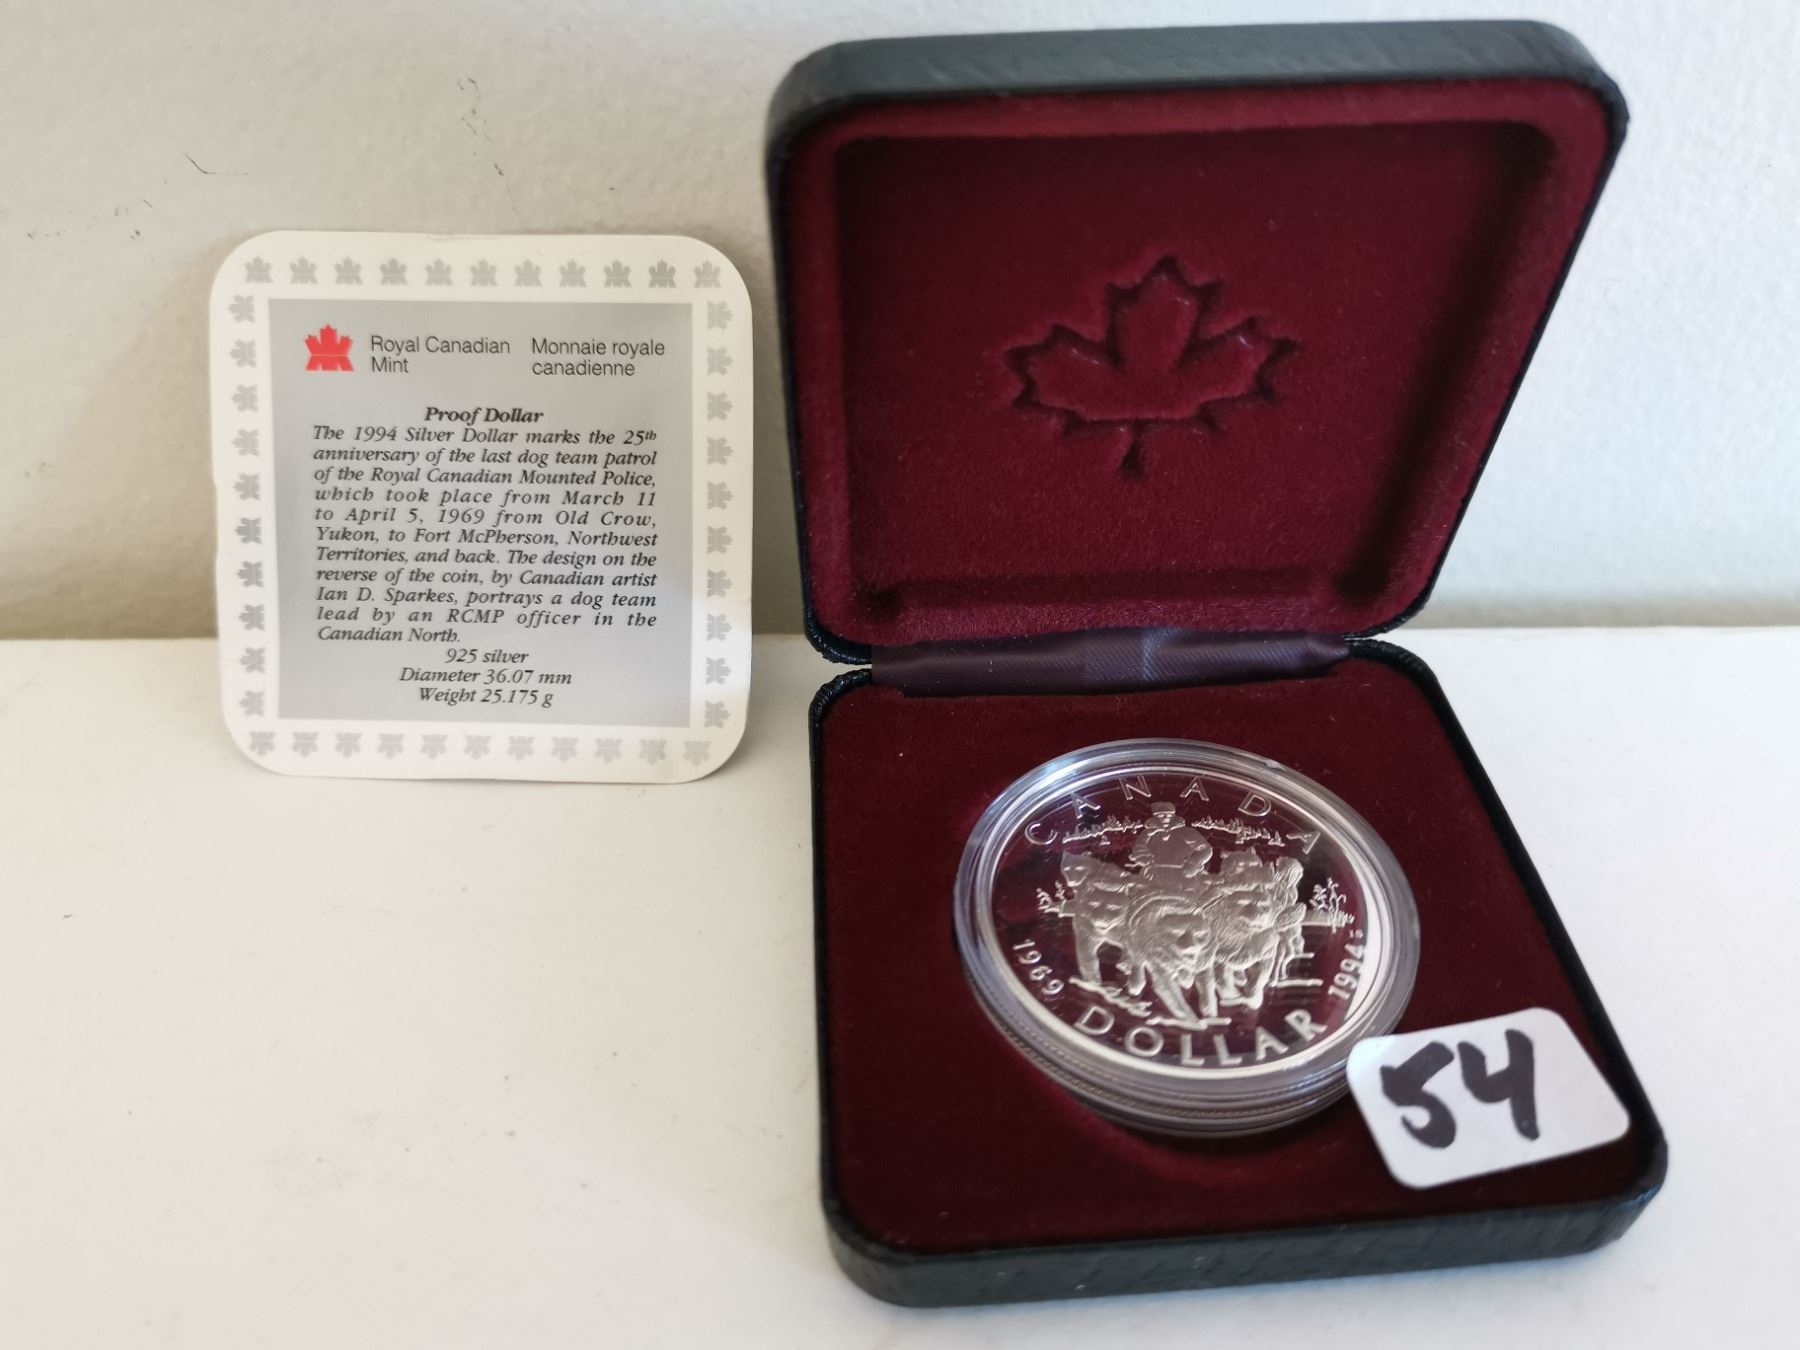 Royal Canadian Mint
Monnaie royale canadienne
Proof Dollar
The 1994 Silver Dollar marks the 25th
anniversary of the last dog team patrol
of the Royal Canadian Mounted Police,
which took place from March 11
to April 5, 1969 from Old Crow,
Yukon, to Fort McPherson, Northwest
Territories, and back. The design on the
reverse of the coin, by Canadian artist
Ian D. Sparkes, portrays a dog team
lead by an RCMP officer in the
Canadian North.
925 silver
Diameter 36.07 mm
Weight 25.175 g
CANADA
1969
1994
DOLLAR
54